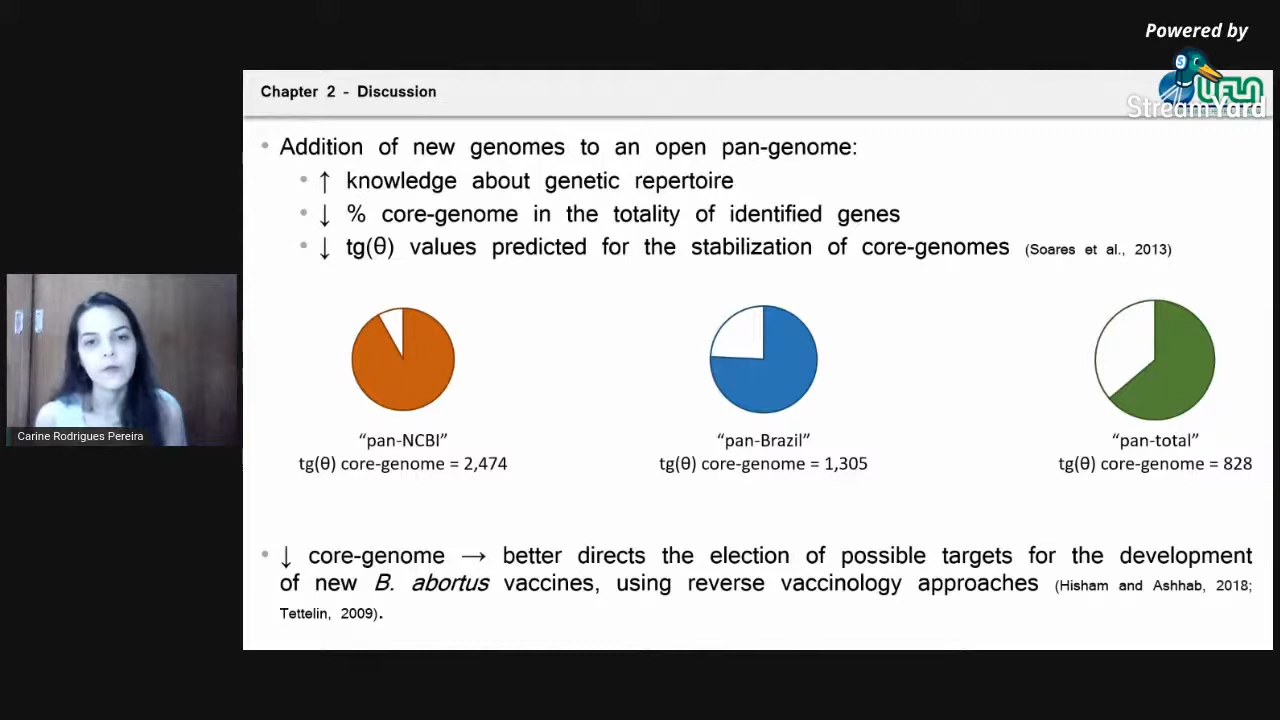 Powered by
StreamYard
Chapter 2 - Discussion
• Addition of new genomes to an open pan-genome:
• ↑ knowledge about genetic repertoire
• ↓ % core-genome in the totality of identified genes
• ↓ tg(θ) values predicted for the stabilization of core-genomes (Soares et al., 2013)
Carine Rodrigues Pereira
“pan-NCBI”
tg(θ) core-genome = 2,474
“pan-Brazil”
tg(θ) core-genome = 1,305
“pan-total”
tg(θ) core-genome = 828
• ↓ core-genome → better directs the election of possible targets for the development
of new B. abortus vaccines, using reverse vaccinology approaches (Hisham and Ashhab, 2018;
Tettelin, 2009).